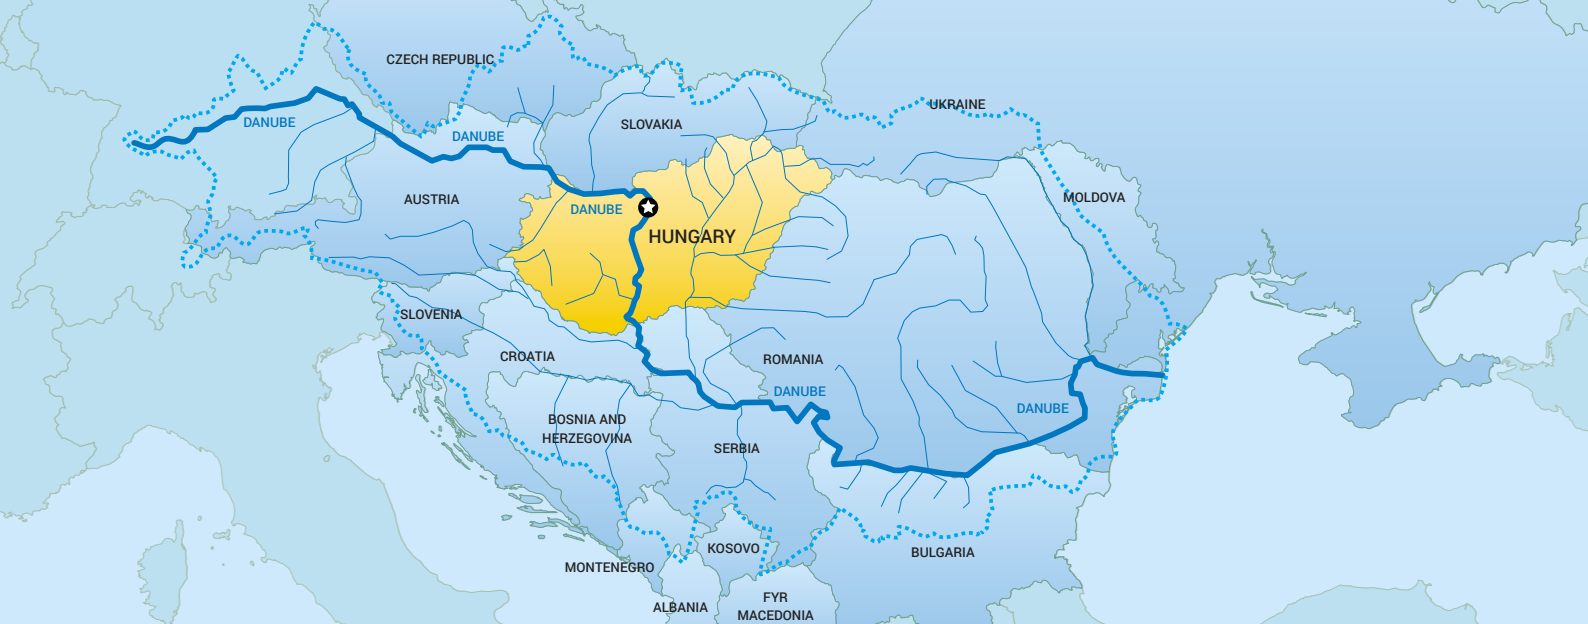 CZECH REPUBLIC
UKRAINE
DANUBE
SLOVAKIA
DANUBE
AUSTRIA
MOLDOVA
DANUBE
HUNGARY
SLOVENIA
CROATIA
ROMANIA
DANUBE
DANUBE
BOSNIA AND
HERZEGOVINA
SERBIA
KOSOVO
BULGARIA
MONTENEGRO
FYR
MACEDONIA
ALBANIA